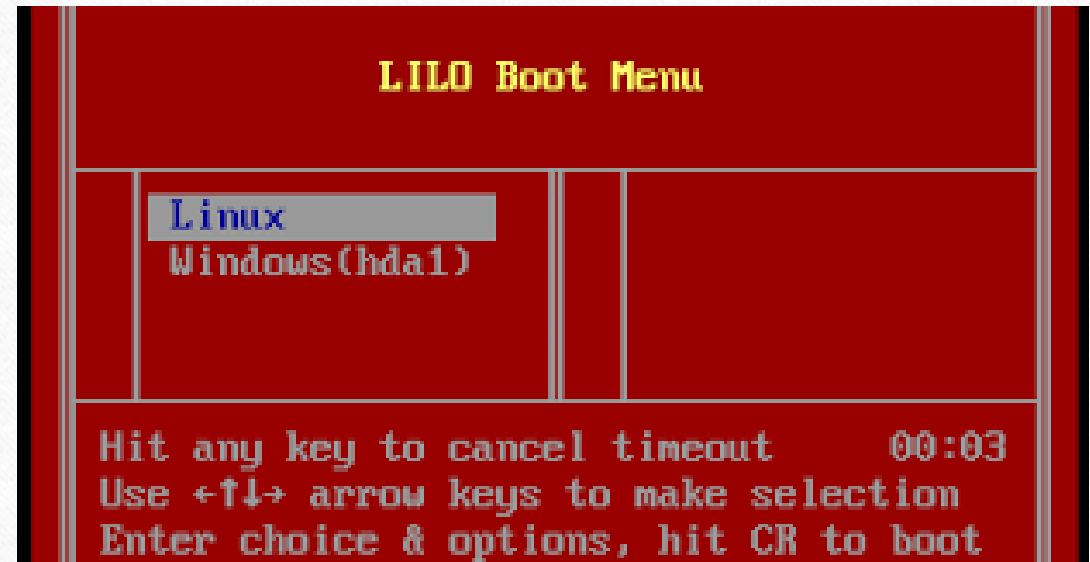 LILO Boot Menu
Linux
Windows(hda1)
Hit any key to cancel timeout 00:03
Use ←↑↓→ arrow keys to make selection
Enter choice & options, hit CR to boot